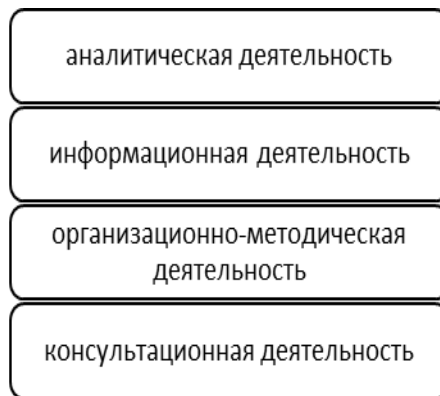 аналитическая деятельность
информационная деятельность
организационно-методическая
деятельность
консультационная деятельность